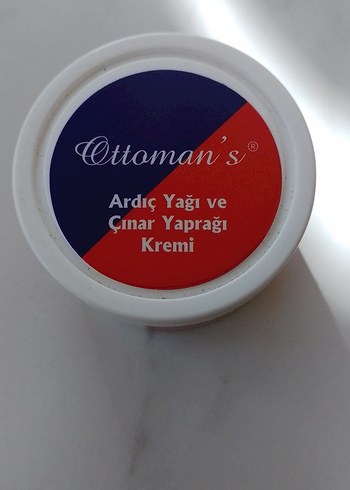 Ottoman's®
Ardıç Yağı ve
Çınar Yaprağı
Kremi